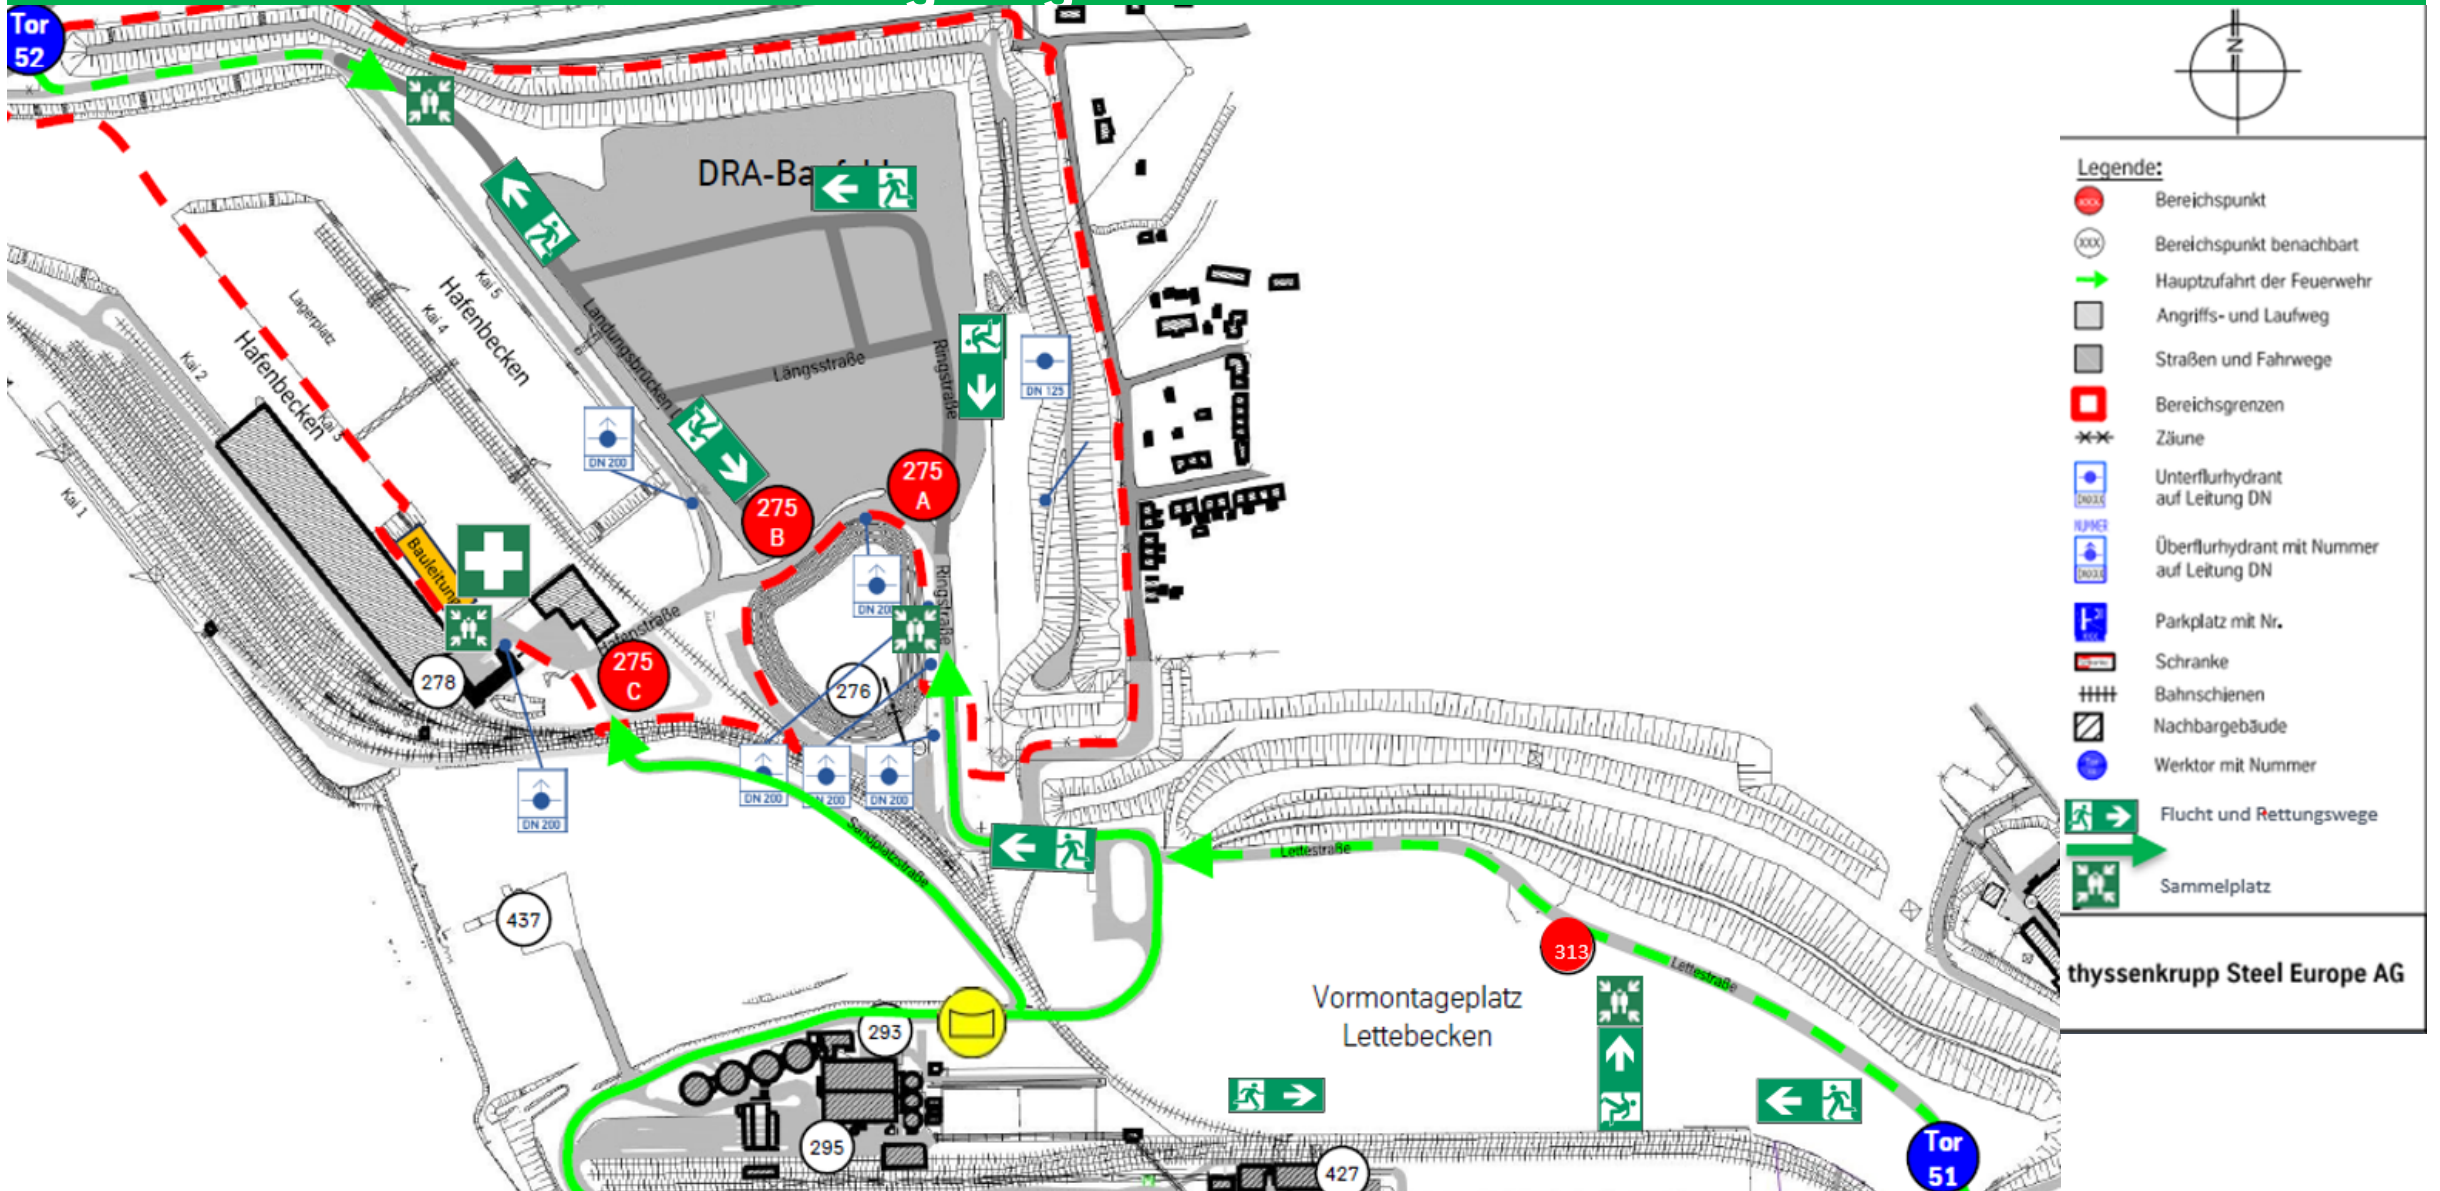 Tor
52
DRA-Ba
Kai 5
Hafenbecken
Kai 4
Lagerplatz
Hafenbecken
Kai 3
Kai 2
Kai 1
Landungsbrücken
Längsstraße
Ringstraße
DN 125
DN 200
275
A
275
B
Bauleitung
DN 200
Ringstraße
Hafenstraße
275
C
278
276
DN 200
DN 200
DN 200
DN 200
Sandplatzstraße
Lettestraße
437
313
Lettestraße
Vormontageplatz
Lettebecken
293
295
427
Tor
51
N
Legende:
XXX Bereichspunkt
XXX Bereichspunkt benachbart
Hauptzufahrt der Feuerwehr
Angriffs- und Laufweg
Straßen und Fahrwege
Bereichsgrenzen
Zäune
Unterflurhydrant
auf Leitung DN
NUMMER
Überflurhydrant mit Nummer
auf Leitung DN
Parkplatz mit Nr.
Schranke
Bahnschienen
Nachbargebäude
Werktor mit Nummer
Flucht und Rettungswege
Sammelplatz
thyssenkrupp Steel Europe AG